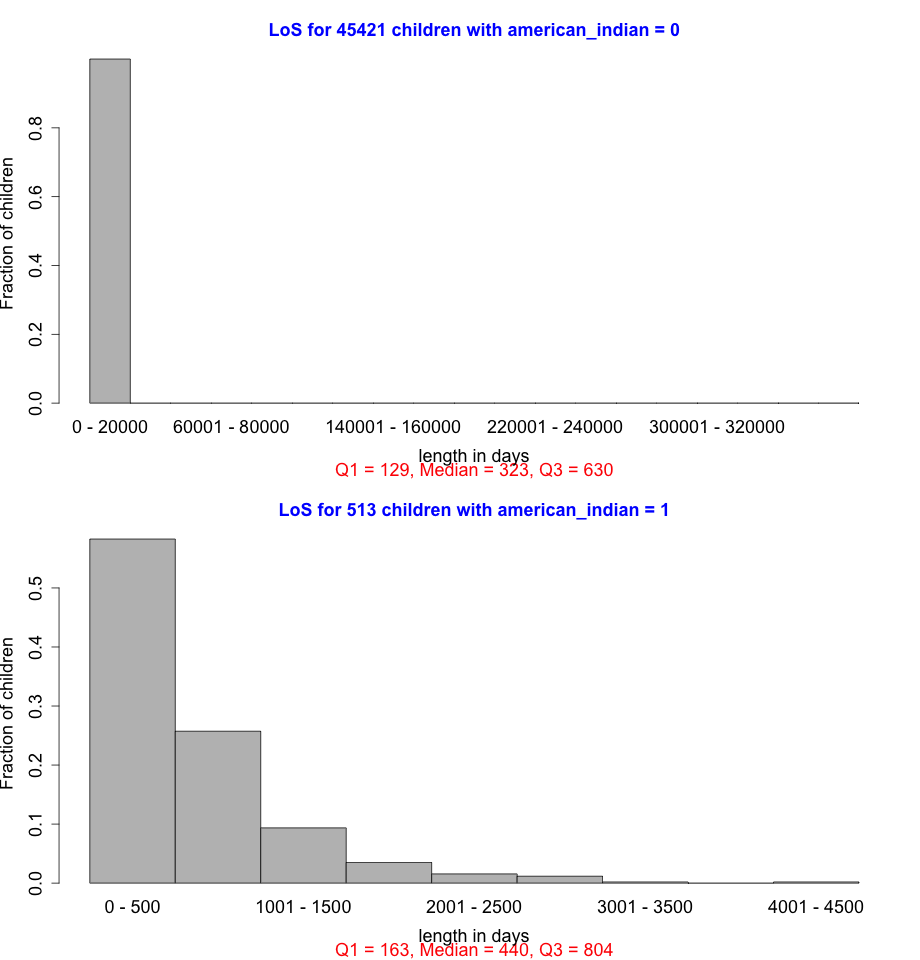 LoS for 45421 children with american_indian = 0
Fraction of children
0.8
0.6
0.4
0.2
0.0
0 - 20000 60001 - 80000 140001 - 160000 220001 - 240000 300001 - 320000
length in days
Q1 = 129, Median = 323, Q3 = 630
LoS for 513 children with american_indian = 1
Fraction of children
0.5
0.4
0.3
0.2
0.1
0.0
0 - 500 1001 - 1500 2001 - 2500 3001 - 3500 4001 - 4500
length in days
Q1 = 163, Median = 440, Q3 = 804